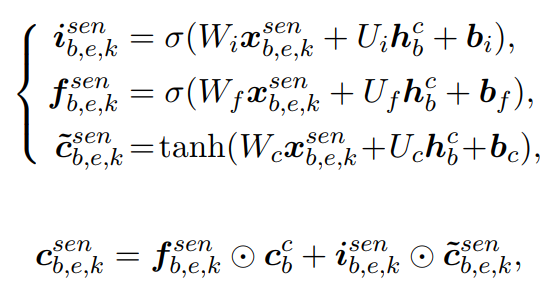 i^{sen}_{b,e,k} = σ(W_i x^{sen}_{b,e,k} + U_i h^c_b + b_i),
f^{sen}_{b,e,k} = σ(W_f x^{sen}_{b,e,k} + U_f h^c_b + b_f),
c̃^{sen}_{b,e,k} = tanh(W_c x^{sen}_{b,e,k} + U_c h^c_b + b_c),
c^{sen}_{b,e,k} = f^{sen}_{b,e,k} ⊙ c^c_b + i^{sen}_{b,e,k} ⊙ c̃^{sen}_{b,e,k},